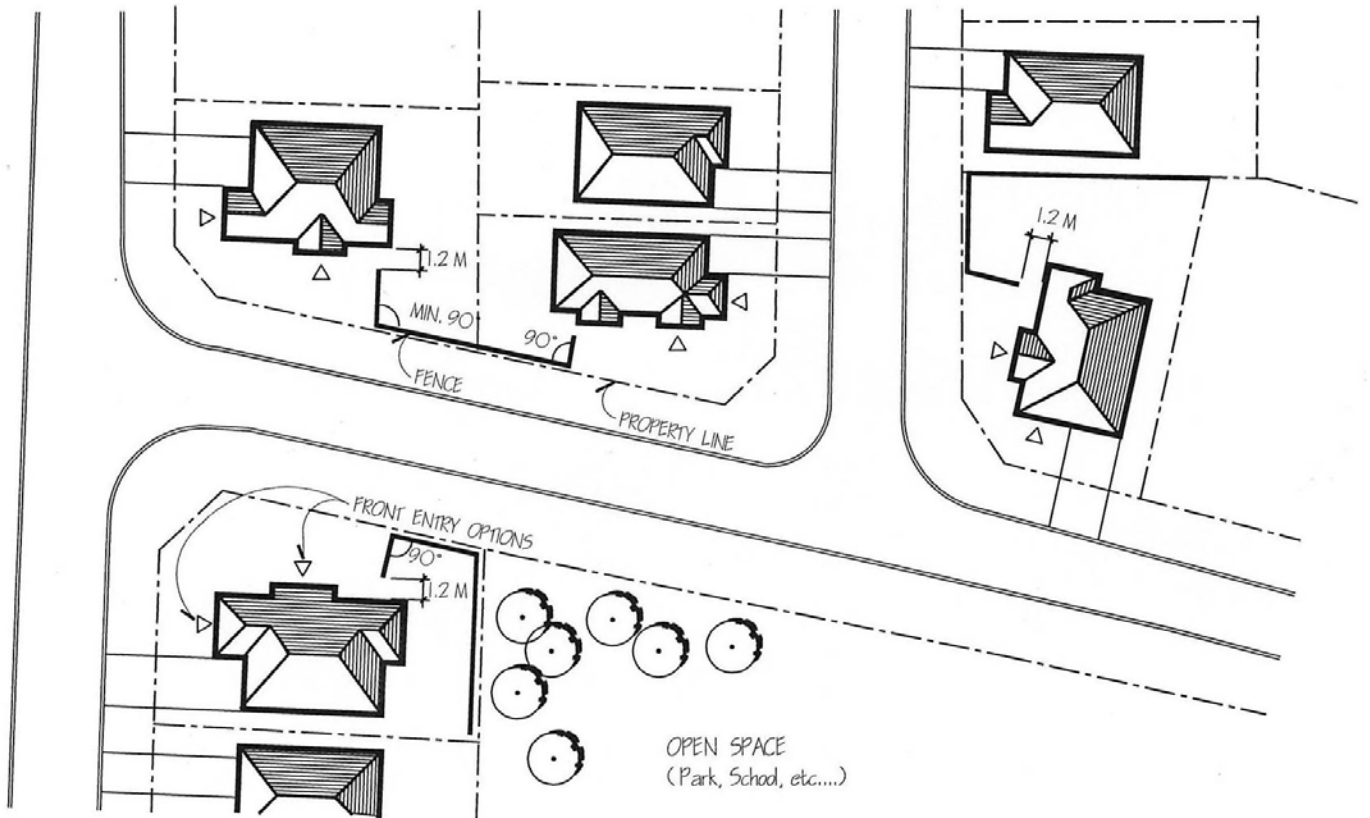 1.2 M
1.2 M
MIN. 90°
90°
FENCE
PROPERTY LINE
FRONT ENTRY OPTIONS
90°
1.2 M
OPEN SPACE
(Park, School, etc....)